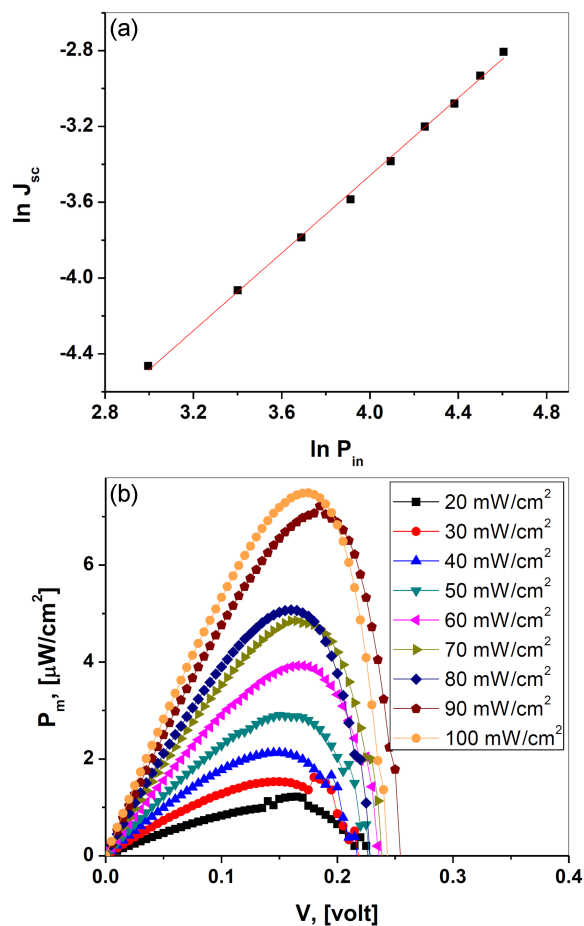 (a)
-2.8
-3.2
-3.6
-4.0
-4.4
ln J_sc
2.8 3.2 3.6 4.0 4.4 4.8
ln P_in
(b)
6
4
2
0
P_m, [μW/cm²]
20 mW/cm²
30 mW/cm²
40 mW/cm²
50 mW/cm²
60 mW/cm²
70 mW/cm²
80 mW/cm²
90 mW/cm²
100 mW/cm²
0.0 0.1 0.2 0.3 0.4
V, [volt]